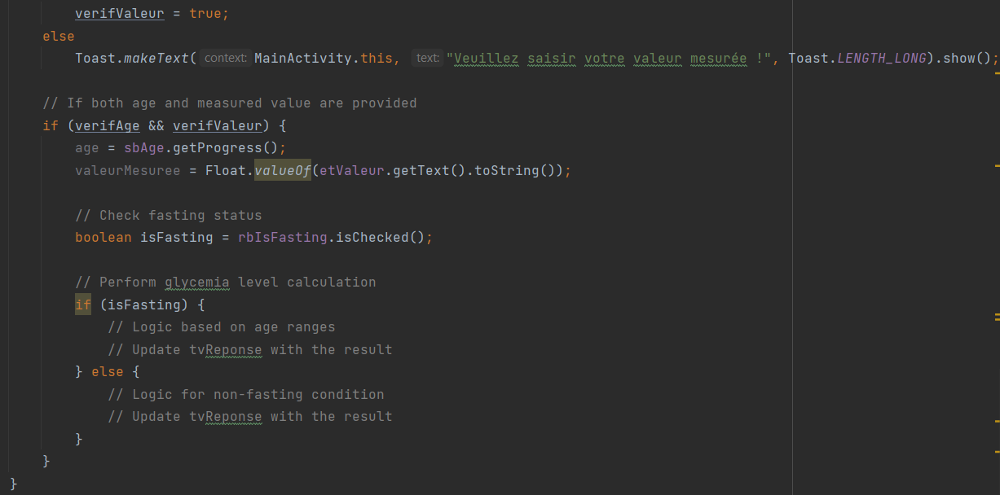 verifValeur = true;
else
Toast.makeText( context: MainActivity.this, text: "Veuillez saisir votre valeur mesurée !", Toast.LENGTH_LONG).show();
// If both age and measured value are provided
if (verifAge && verifValeur) {
age = sbAge.getProgress();
valeurMesuree = Float.valueOf(etValeur.getText().toString());
// Check fasting status
boolean isFasting = rbIsFasting.isChecked();
// Perform glycemia level calculation
if (isFasting) {
// Logic based on age ranges
// Update tvReponse with the result
} else {
// Logic for non-fasting condition
// Update tvReponse with the result
}
}
}